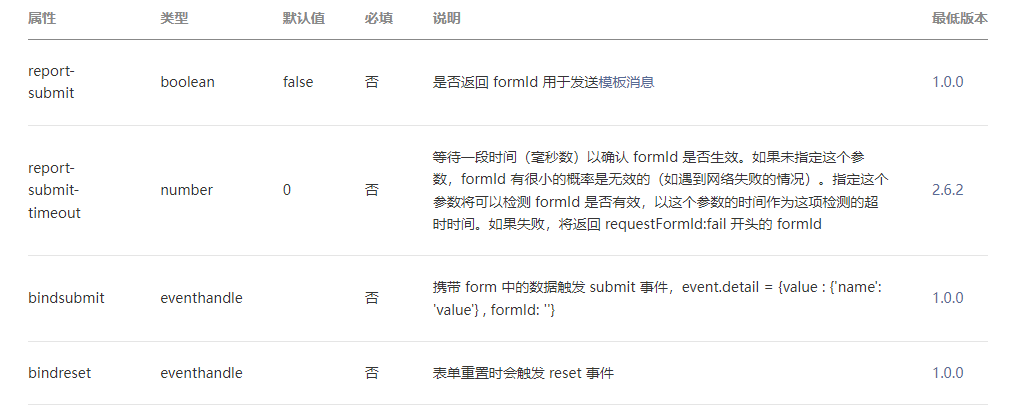 属性 类型 默认值 必填 说明 最低版本
report-
submit boolean false 否 是否返回 formId 用于发送模板消息 1.0.0
report-
submit-
timeout number 0 否 等待一段时间（毫秒数）以确认 formId 是否生效。如果未指定这个参
数，formId 有很小的概率是无效的（如遇到网络失败的情况）。指定这个
参数将可以检测 formId 是否有效，以这个参数的时间作为这项检测的超
时时间。如果失败，将返回 requestFormId:fail 开头的 formId 2.6.2
bindsubmit eventhandle 否 携带 form 中的数据触发 submit 事件，event.detail = {value : {'name':
'value'} , formId: ''} 1.0.0
bindreset eventhandle 否 表单重置时会触发 reset 事件 1.0.0